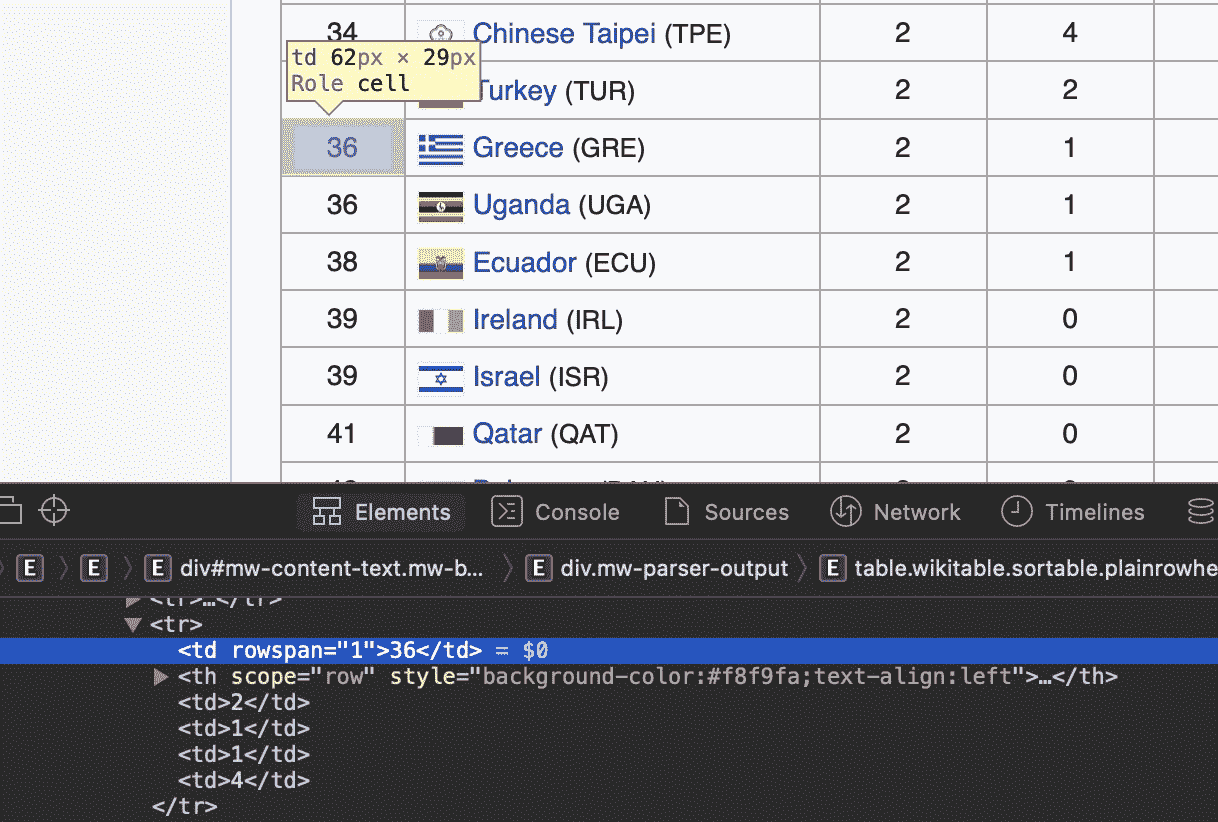 34 Chinese Taipei (TPE) 2 4
td 62px × 29px
Role cell
Turkey (TUR) 2 2
36 Greece (GRE) 2 1
36 Uganda (UGA) 2 1
38 Ecuador (ECU) 2 1
39 Ireland (IRL) 2 0
39 Israel (ISR) 2 0
41 Qatar (QAT) 2 0
Elements Console Sources Network Timelines
E E E div#mw-content-text.mw-b... E div.mw-parser-output E table.wikitable.sortable.plainrowhe
<tr>…</tr>
<tr>
<td rowspan="1">36</td> = $0
<th scope="row" style="background-color:#f8f9fa;text-align:left">…</th>
<td>2</td>
<td>1</td>
<td>1</td>
<td>4</td>
</tr>